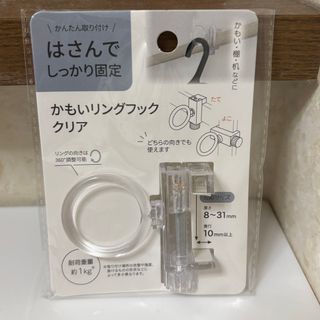 かんたん取り付け
はさんで
しっかり固定
かもい・棚・机などに
かもいリングフック
クリア
たて
よこ
どちらの向きでも
使えます
リングの向きは
360°調整可能
厚さ
8～31mm
奥行
10mm以上
耐荷重量
約1kg